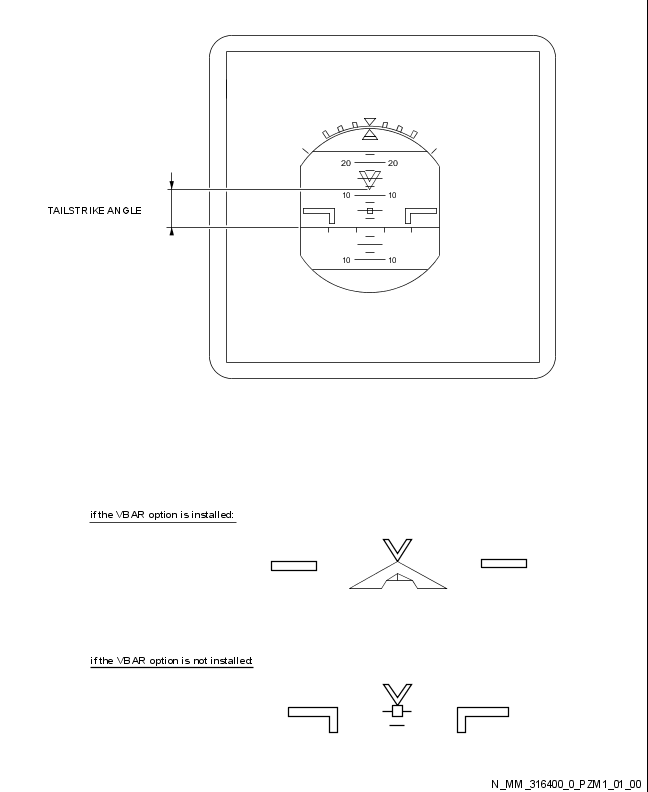 20 20
10 10
TAILSTRIKE ANGLE
10 10
if the VBAR option is installed:
if the VBAR option is not installed:
N_MM_316400_0_PZM1_01_00